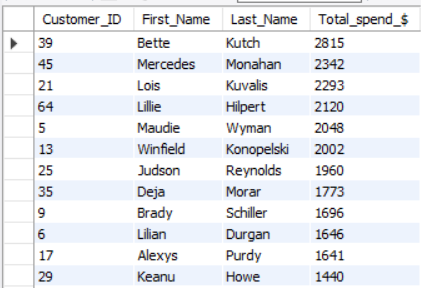 Customer_ID First_Name Last_Name Total_spend_$
39 Bette Kutch 2815
45 Mercedes Monahan 2342
21 Lois Kuvalis 2293
64 Lillie Hilpert 2120
5 Maudie Wyman 2048
13 Winfield Konopelski 2002
25 Judson Reynolds 1960
35 Deja Morar 1773
9 Brady Schiller 1696
6 Lilian Durgan 1646
17 Alexys Purdy 1641
29 Keanu Howe 1440